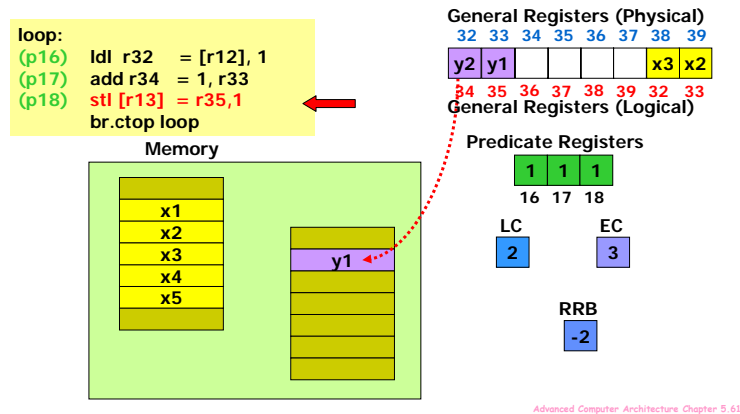 General Registers (Physical)
loop:
32 33 34 35 36 37 38 39
(p16) ldl r32 = [r12], 1
(p17) add r34 = 1, r33
y2 y1 x3 x2
(p18) stl [r13] = r35,1
34 35 36 37 38 39 32 33
General Registers (Logical)
br.ctop loop
Memory
Predicate Registers
1 1 1
16 17 18
x1
x2
x3
x4
x5
y1
LC EC
2 3
RRB
-2
Advanced Computer Architecture Chapter 5.61